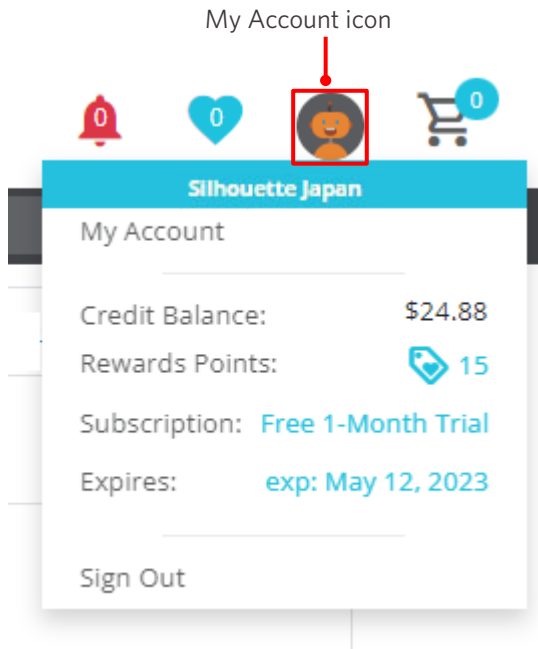 My Account icon
0
0
0
Silhouette Japan
My Account
Credit Balance: $24.88
Rewards Points: 15
Subscription: Free 1-Month Trial
Expires: exp: May 12, 2023
Sign Out